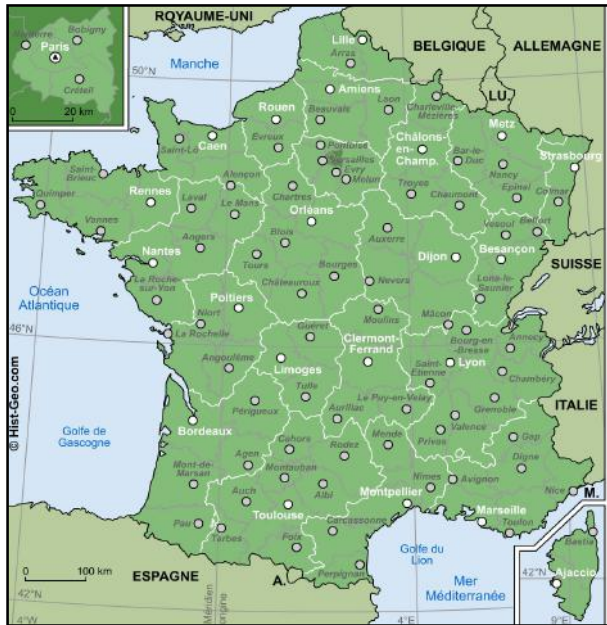 ROYAUME-UNI
Nanterre
Bobigny
Paris
Créteil
0 20 km
Manche
50°N
Lille
BELGIQUE
ALLEMAGNE
LU.
Arras
Amiens
Beauvais
Laon
Charleville-
Mézières
Rouen
Evreux
Caen
Saint-Lô
Pontoise
Versailles
Evry
Melun
Châlons-
en-
Champ.
Metz
Bar-le-
Duc
Nancy
Strasbourg
Saint-
Brieuc
Quimper
Rennes
Vannes
Alençon
Laval
Le Mans
Chartres
Orléans
Troyes
Chaumont
Epinal
Colmar
Vesoul
Belfort
Nantes
Angers
Blois
Tours
Auxerre
Dijon
Besançon
SUISSE
La Roche-
sur-Yon
Bourges
Châteauroux
Nevers
Lons-le-
Saunier
Océan
Atlantique
Poitiers
Niort
La Rochelle
46°N
Moulins
Mâcon
Bourg-en-
Bresse
Annecy
Guéret
Limoges
Clermont-
Ferrand
Angoulême
Saint-
Etienne
Lyon
Chambéry
Tulle
Périgueux
Aurillac
Le Puy-en-Velay
Grenoble
ITALIE
Golfe de
Gascogne
Bordeaux
Cahors
Rodez
Mende
Privas
Valence
Gap
Digne
Mont-de-
Marsan
Agen
Montauban
Auch
Albi
Nîmes
Avignon
Nice
M.
Montpellier
Marseille
Toulon
Toulouse
Pau
Tarbes
Foix
Carcassonne
Perpignan
Golfe du
Lion
Mer
Méditerranée
Bastia
Ajaccio
42°N
9°E
0 100 km
ESPAGNE
A.
42°N
4°W
Méridien
origine
4°E
© Hist-Geo.com